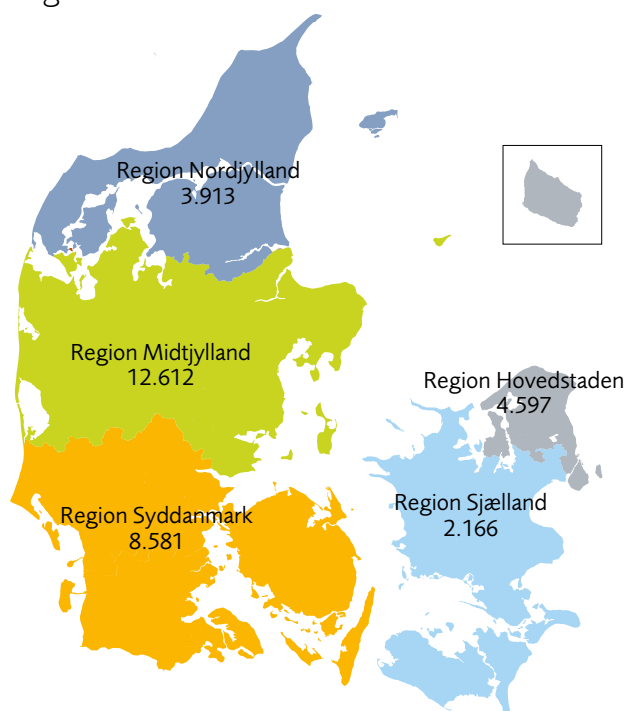 Region Nordjylland
3.913
Region Midtjylland
12.612
Region Hovedstaden
4.597
Region Sjælland
2.166
Region Syddanmark
8.581